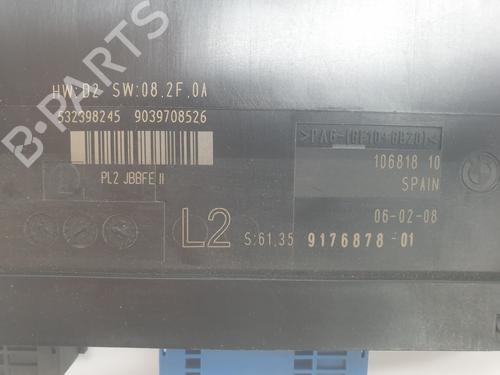 B-PARTS
HW:D2 SW:08.2F.0A
532398245 9039708526
PL2 JBBFE II
>PA6-(GF10+GB20)<
106818 10
SPAIN
06-02-08
L2 S:61.35 9176878-01